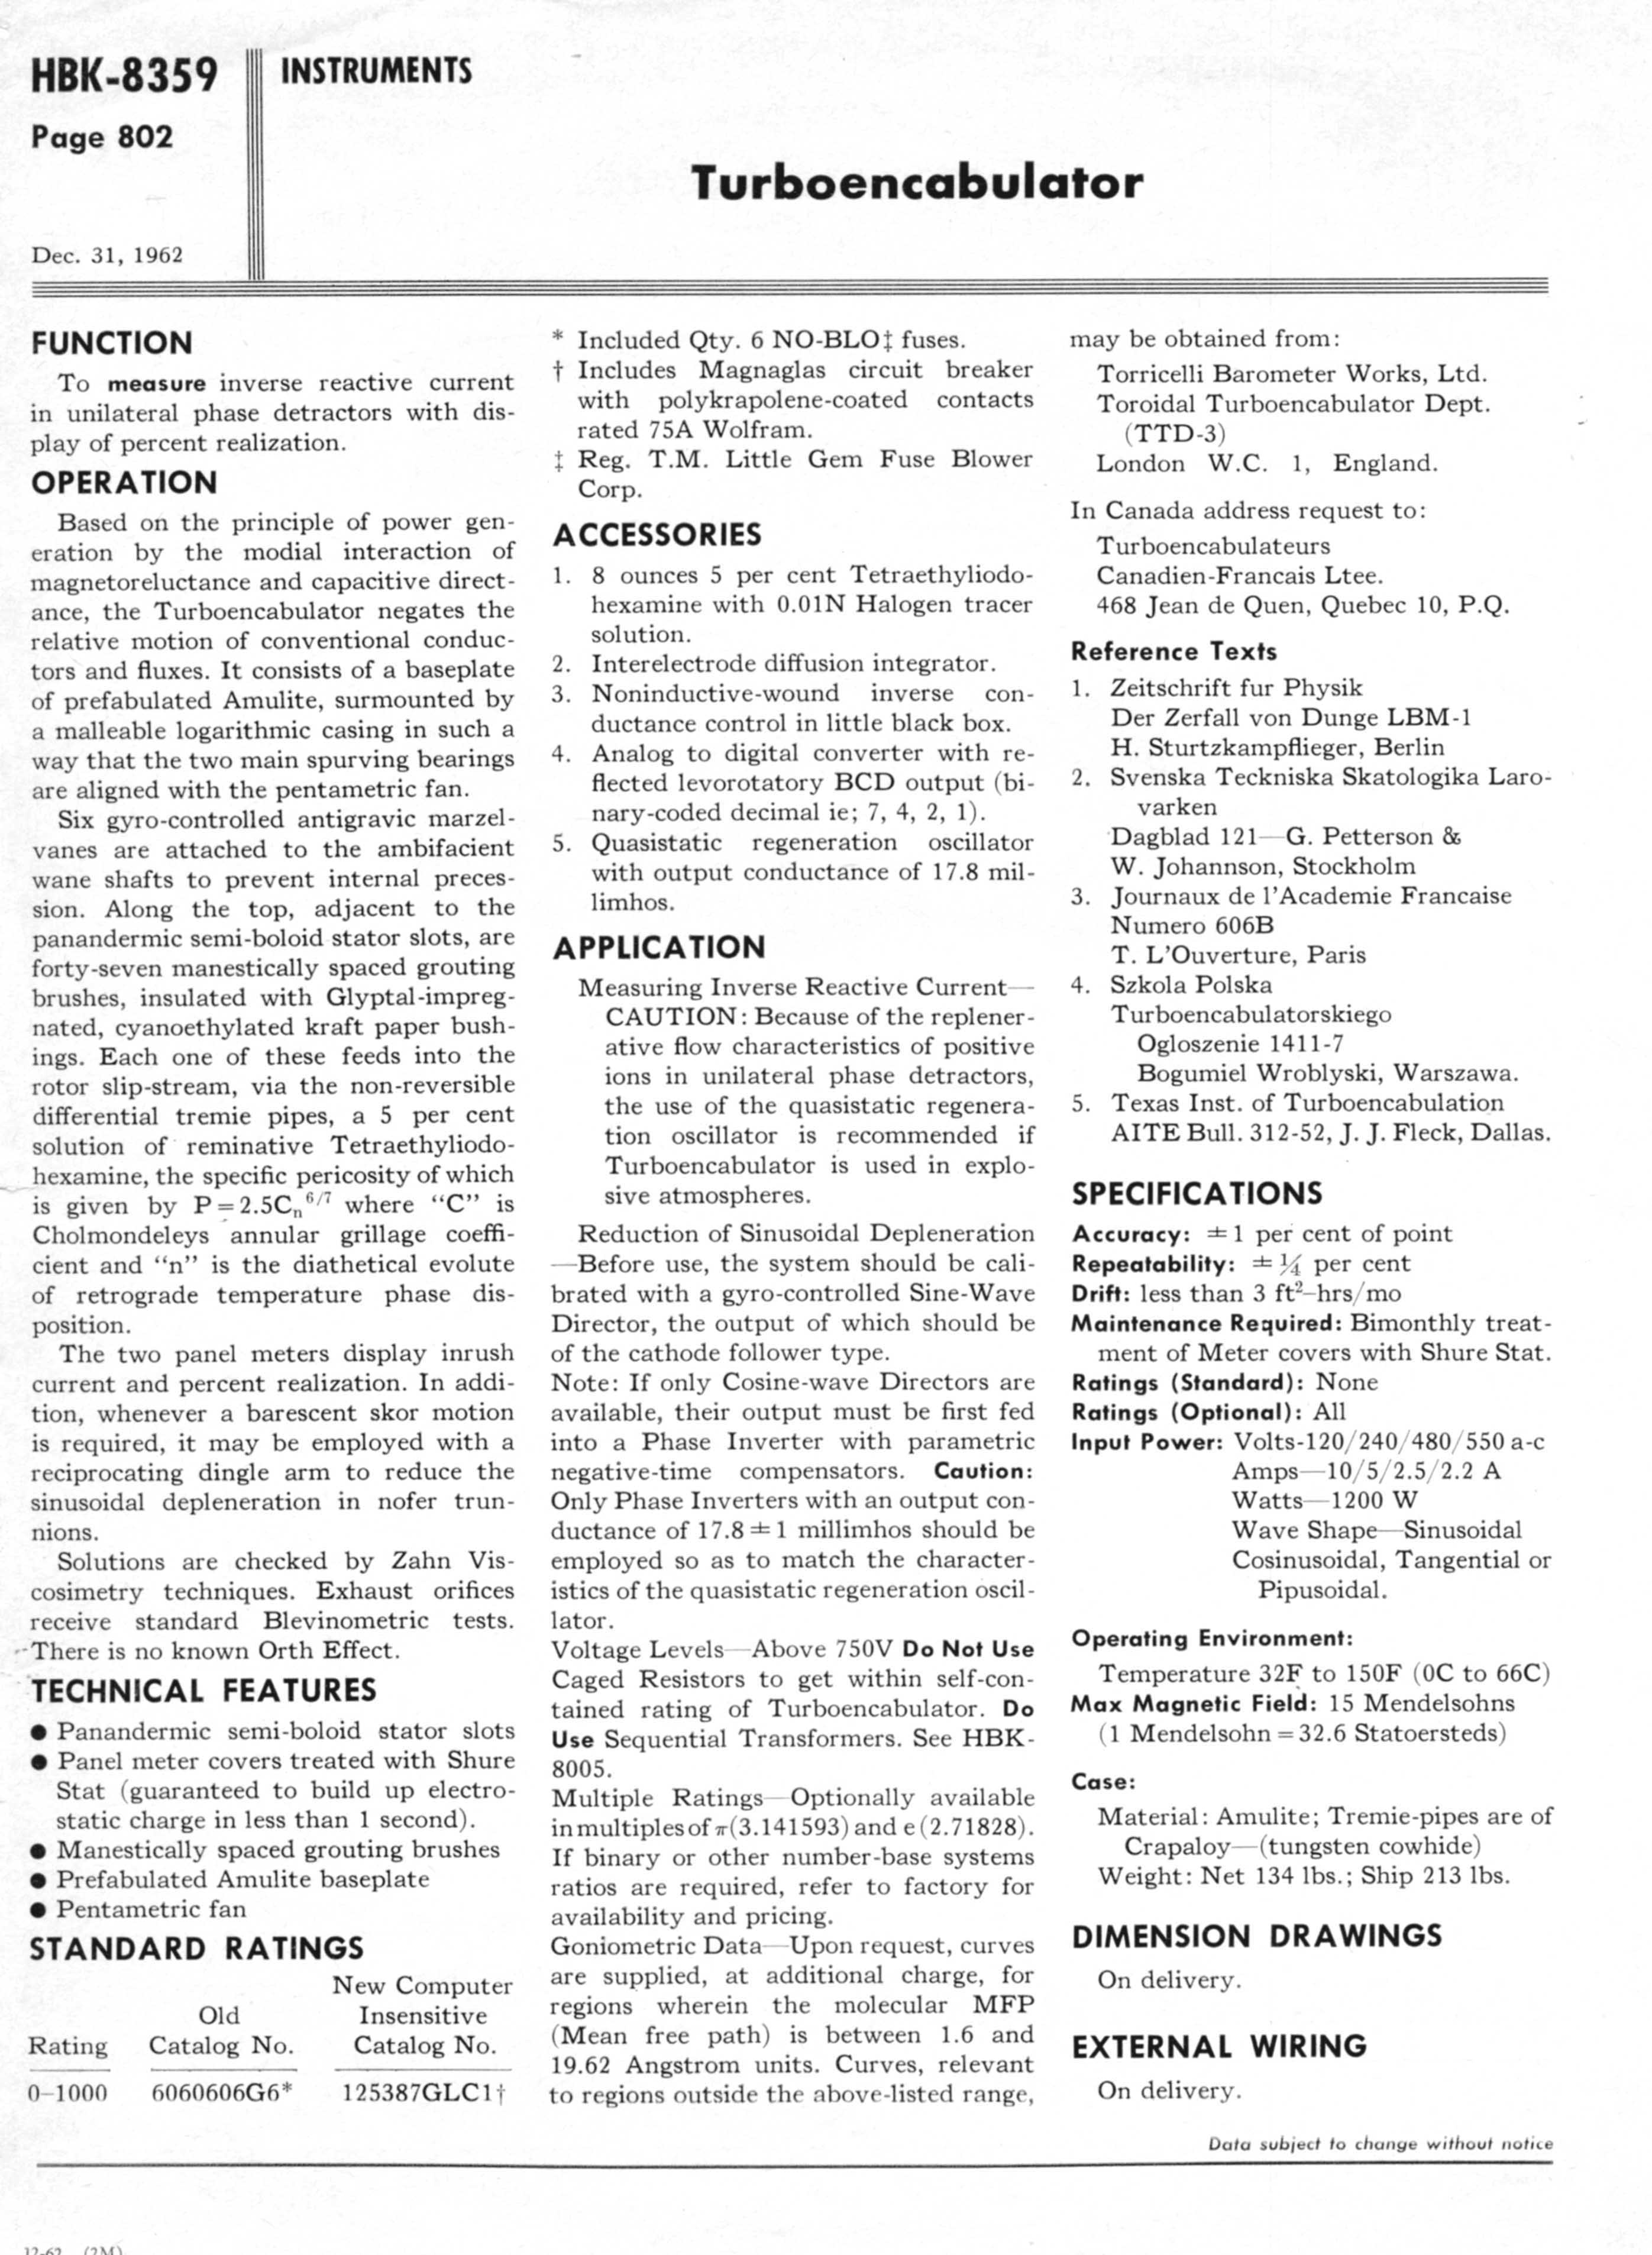 HBK-8359
Page 802
Dec. 31, 1962
INSTRUMENTS
Turboencabulator
FUNCTION
To measure inverse reactive current
in unilateral phase detractors with dis-
play of percent realization.
OPERATION
Based on the principle of power gen-
eration by the modial interaction of
magnetoreluctance and capacitive direct-
ance, the Turboencabulator negates the
relative motion of conventional conduc-
tors and fluxes. It consists of a baseplate
of prefabulated Amulite, surmounted by
a malleable logarithmic casing in such a
way that the two main spurving bearings
are aligned with the pentametric fan.
Six gyro-controlled antigravic marzel-
vanes are attached to the ambifacient
wane shafts to prevent internal preces-
sion. Along the top, adjacent to the
panandermic semi-boloid stator slots, are
forty-seven manestically spaced grouting
brushes, insulated with Glyptal-impreg-
nated, cyanoethylated kraft paper bush-
ings. Each one of these feeds into the
rotor slip-stream, via the non-reversible
differential tremie pipes, a 5 per cent
solution of reminative Tetraethyliodo-
hexamine, the specific pericosity of which
is given by P=2.5Cn^6/7 where "C" is
Cholmondeleys annular grillage coeffi-
cient and "n" is the diathetical evolute
of retrograde temperature phase dis-
position.
The two panel meters display inrush
current and percent realization. In addi-
tion, whenever a barescent skor motion
is required, it may be employed with a
reciprocating dingle arm to reduce the
sinusoidal depleneration in nofer trun-
nions.
Solutions are checked by Zahn Vis-
cosimetry techniques. Exhaust orifices
receive standard Blevinometric tests.
There is no known Orth Effect.
TECHNICAL FEATURES
● Panandermic semi-boloid stator slots
● Panel meter covers treated with Shure
Stat (guaranteed to build up electro-
static charge in less than 1 second).
● Manestically spaced grouting brushes
● Prefabulated Amulite baseplate
● Pentametric fan
STANDARD RATINGS
New Computer
Old Insensitive
Rating Catalog No. Catalog No.
0–1000 6060606G6* 125387GLC1†
* Included Qty. 6 NO-BLO‡ fuses.
† Includes Magnaglas circuit breaker
with polykrapolene-coated contacts
rated 75A Wolfram.
‡ Reg. T.M. Little Gem Fuse Blower
Corp.
ACCESSORIES
1. 8 ounces 5 per cent Tetraethyliodo-
hexamine with 0.01N Halogen tracer
solution.
2. Interelectrode diffusion integrator.
3. Noninductive-wound inverse con-
ductance control in little black box.
4. Analog to digital converter with re-
flected levorotatory BCD output (bi-
nary-coded decimal ie; 7, 4, 2, 1).
5. Quasistatic regeneration oscillator
with output conductance of 17.8 mil-
limhos.
APPLICATION
Measuring Inverse Reactive Current—
CAUTION: Because of the replener-
ative flow characteristics of positive
ions in unilateral phase detractors,
the use of the quasistatic regenera-
tion oscillator is recommended if
Turboencabulator is used in explo-
sive atmospheres.
Reduction of Sinusoidal Depleneration
—Before use, the system should be cali-
brated with a gyro-controlled Sine-Wave
Director, the output of which should be
of the cathode follower type.
Note: If only Cosine-wave Directors are
available, their output must be first fed
into a Phase Inverter with parametric
negative-time compensators. Caution:
Only Phase Inverters with an output con-
ductance of 17.8 ± 1 millimhos should be
employed so as to match the character-
istics of the quasistatic regeneration oscil-
lator.
Voltage Levels—Above 750V Do Not Use
Caged Resistors to get within self-con-
tained rating of Turboencabulator. Do
Use Sequential Transformers. See HBK-
8005.
Multiple Ratings—Optionally available
in multiples of π (3.141593) and e (2.71828).
If binary or other number-base systems
ratios are required, refer to factory for
availability and pricing.
Goniometric Data—Upon request, curves
are supplied, at additional charge, for
regions wherein the molecular MFP
(Mean free path) is between 1.6 and
19.62 Angstrom units. Curves, relevant
to regions outside the above-listed range,
may be obtained from:
Torricelli Barometer Works, Ltd.
Toroidal Turboencabulator Dept.
(TTD-3)
London W.C. 1, England.
In Canada address request to:
Turboencabulateurs
Canadien-Francais Ltee.
468 Jean de Quen, Quebec 10, P.Q.
Reference Texts
1. Zeitschrift fur Physik
Der Zerfall von Dunge LBM-1
H. Sturtzkampflieger, Berlin
2. Svenska Teckniska Skatologika Laro-
varken
Dagblad 121—G. Petterson &
W. Johannson, Stockholm
3. Journaux de l'Academie Francaise
Numero 606B
T. L'Ouverture, Paris
4. Szkola Polska
Turboencabulatorskiego
Ogloszenie 1411-7
Bogumiel Wroblyski, Warszawa.
5. Texas Inst. of Turboencabulation
AITE Bull. 312-52, J. J. Fleck, Dallas.
SPECIFICATIONS
Accuracy: ±1 per cent of point
Repeatability: ±¼ per cent
Drift: less than 3 ft²–hrs/mo
Maintenance Required: Bimonthly treat-
ment of Meter covers with Shure Stat.
Ratings (Standard): None
Ratings (Optional): All
Input Power: Volts-120/240/480/550 a-c
Amps—10/5/2.5/2.2 A
Watts—1200 W
Wave Shape—Sinusoidal
Cosinusoidal, Tangential or
Pipusoidal.
Operating Environment:
Temperature 32F to 150F (0C to 66C)
Max Magnetic Field: 15 Mendelsohns
(1 Mendelsohn = 32.6 Statoersteds)
Case:
Material: Amulite; Tremie-pipes are of
Crapaloy—(tungsten cowhide)
Weight: Net 134 lbs.; Ship 213 lbs.
DIMENSION DRAWINGS
On delivery.
EXTERNAL WIRING
On delivery.
Data subject to change without notice
12-62 (2M)